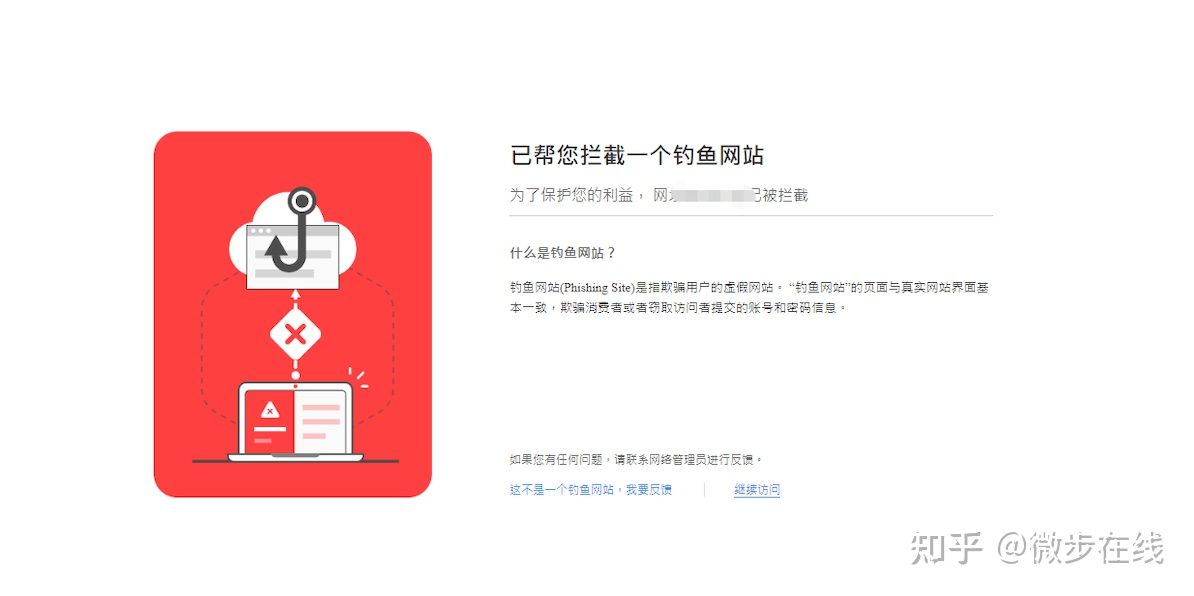 已帮您拦截一个钓鱼网站
为了保护您的利益，网 已被拦截
什么是钓鱼网站？
钓鱼网站(Phishing Site)是指欺骗用户的虚假网站。“钓鱼网站”的页面与真实网站界面基
本一致，欺骗消费者或者窃取访问者提交的账号和密码信息。
如果您有任何问题，请联系网络管理员进行反馈。
这不是一个钓鱼网站，我要反馈
继续访问
知乎 @微步在线